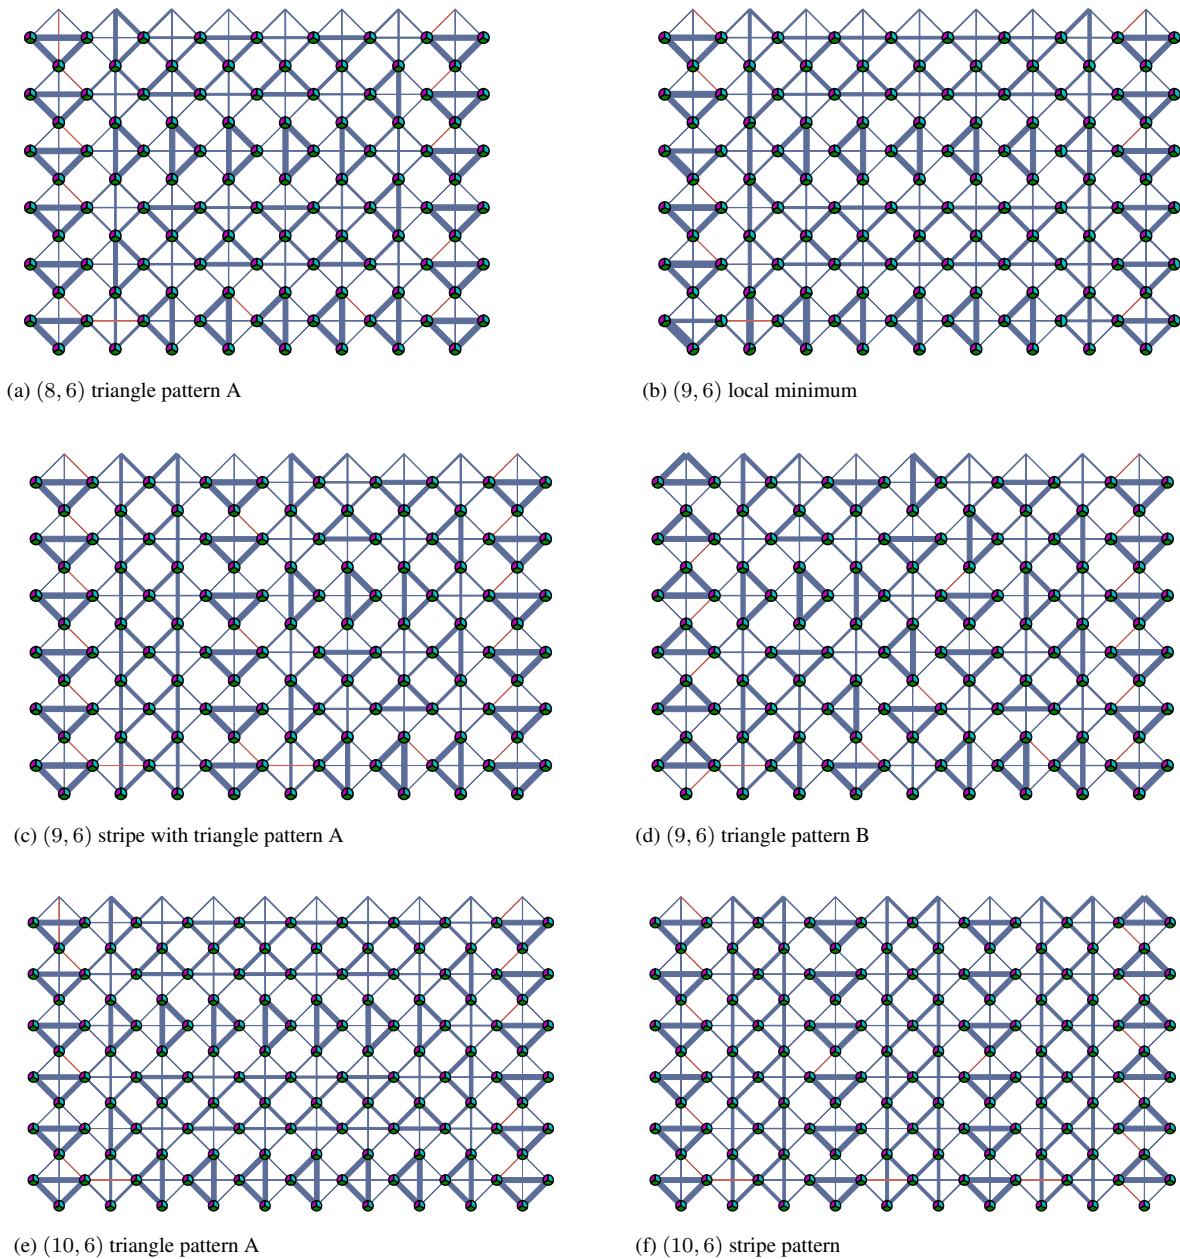 (a) (8, 6) triangle pattern A
(b) (9, 6) local minimum
(c) (9, 6) stripe with triangle pattern A
(d) (9, 6) triangle pattern B
(e) (10, 6) triangle pattern A
(f) (10, 6) stripe pattern